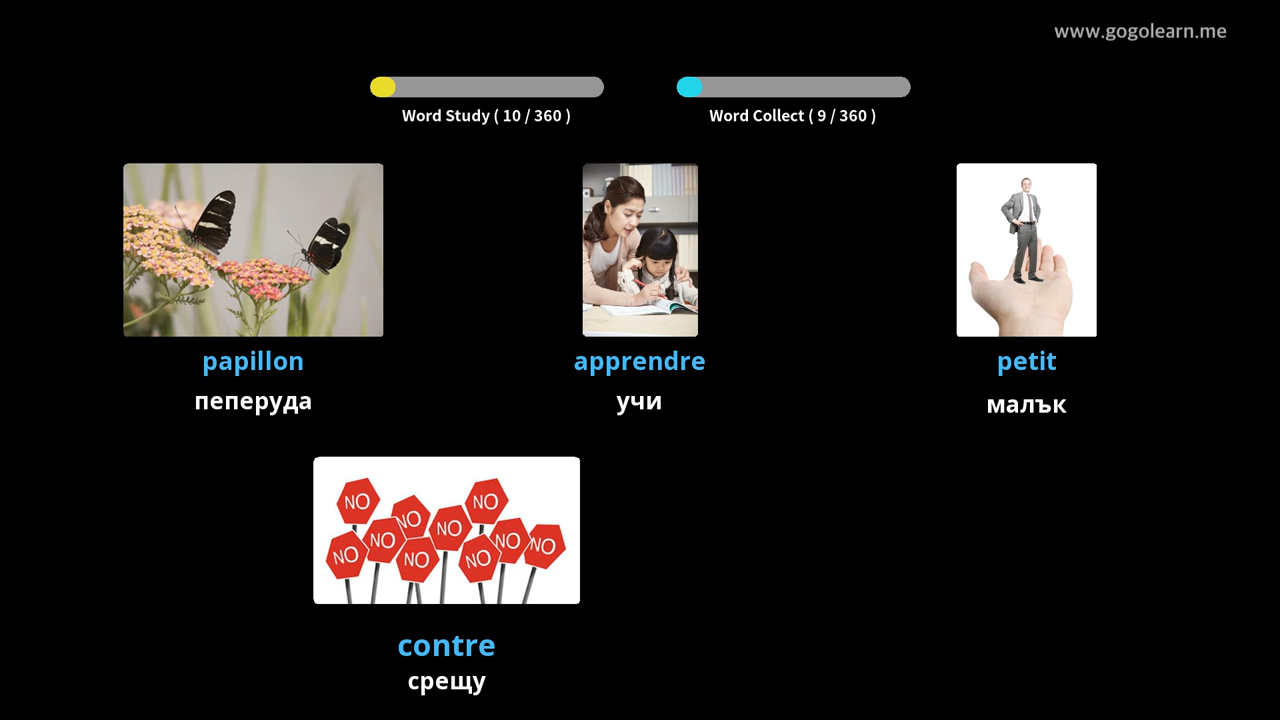 www.gogolearn.me
Word Study ( 10 / 360 )
Word Collect ( 9 / 360 )
papillon
пеперуда
apprendre
учи
petit
малък
NO
NO
NO
NO
NO
NO
NO
NO
NO
NO
contre
срещу